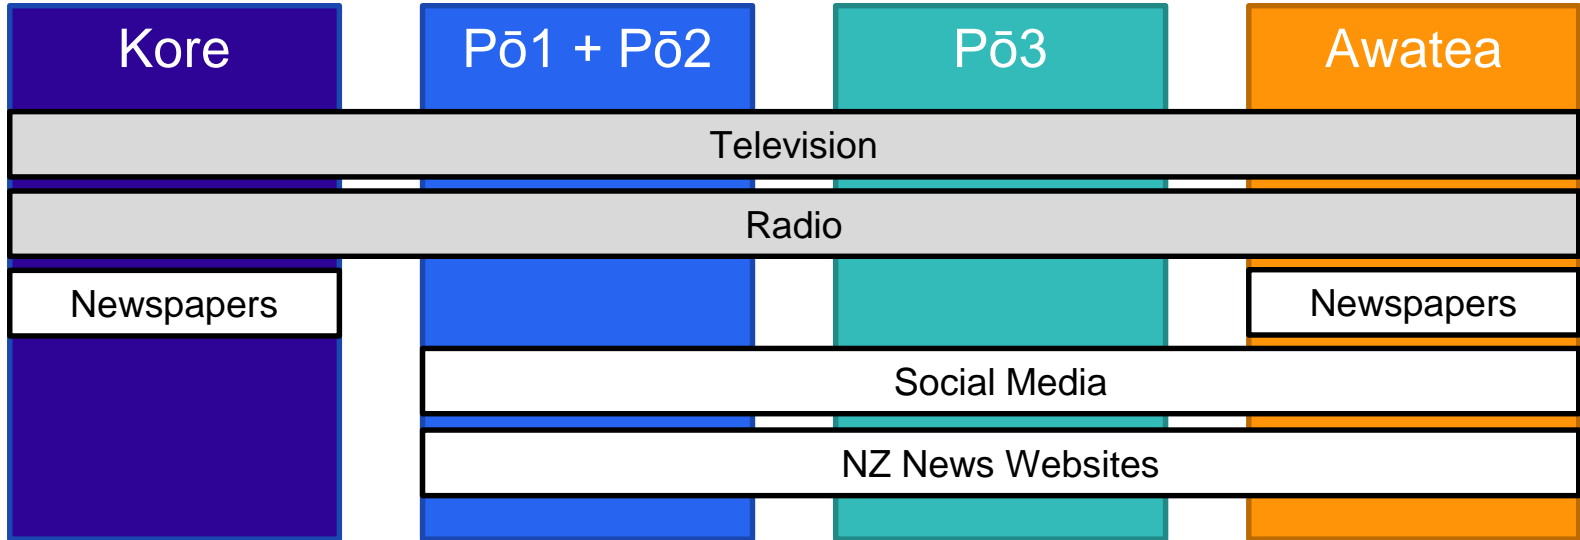 Kore
Pō1 + Pō2
Pō3
Awatea
Television
Radio
Newspapers
Newspapers
Social Media
NZ News Websites